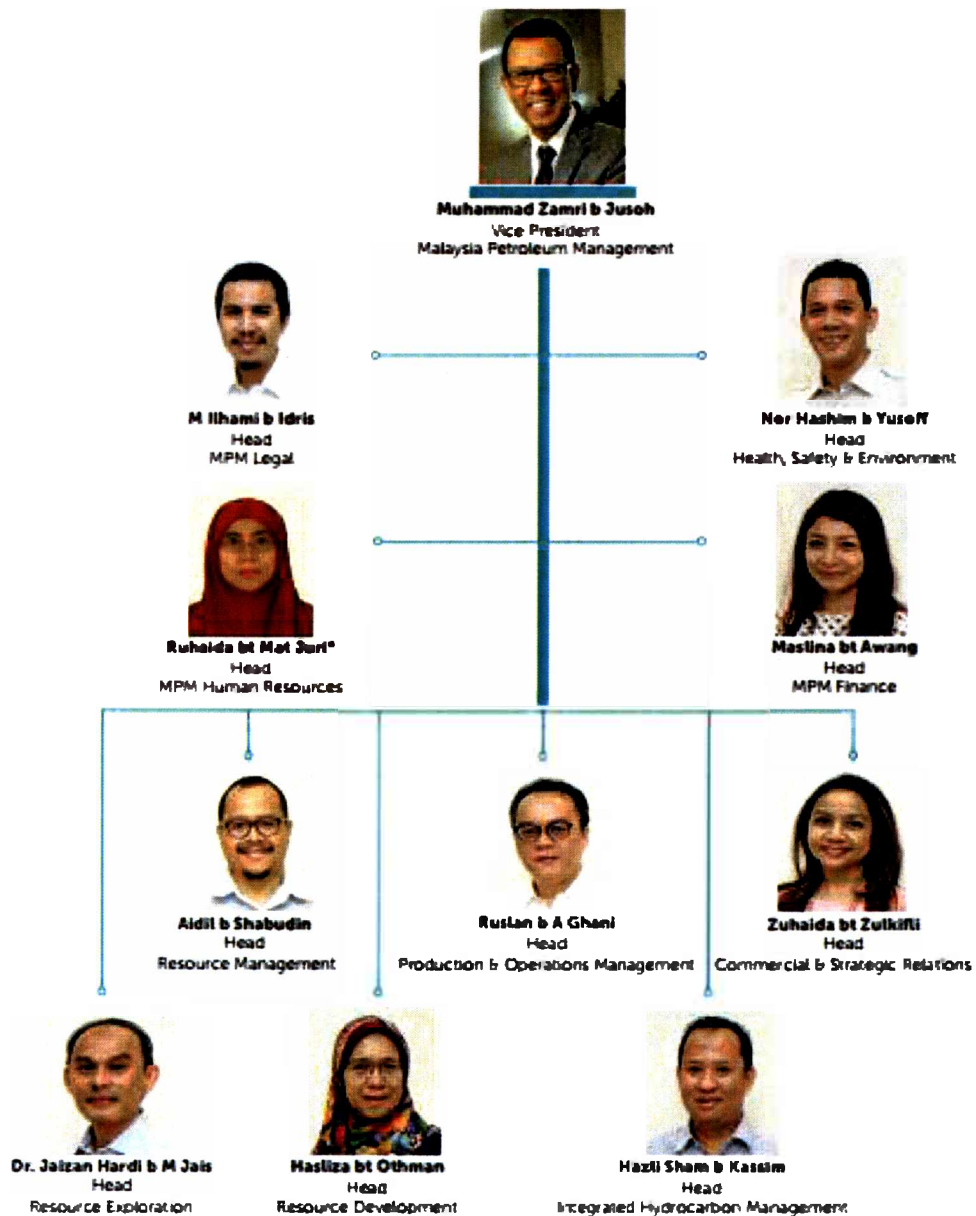 Muhammad Zamri b Jusoh
Vice President
Malaysia Petroleum Management
M Ilhami b Idris
Head
MPM Legal
Nor Hashim b Yusoff
Head
Health, Safety & Environment
Ruhaida bt Mat Juri*
Head
MPM Human Resources
Maslina bt Awang
Head
MPM Finance
Aidil b Shabudin
Head
Resource Management
Ruslan b A Ghani
Head
Production & Operations Management
Zuhaida bt Zulkifli
Head
Commercial & Strategic Relations
Dr. Jaizan Hardi b M Jais
Head
Resource Exploration
Hasliza bt Othman
Head
Resource Development
Hazli Sham b Kassim
Head
Integrated Hydrocarbon Management